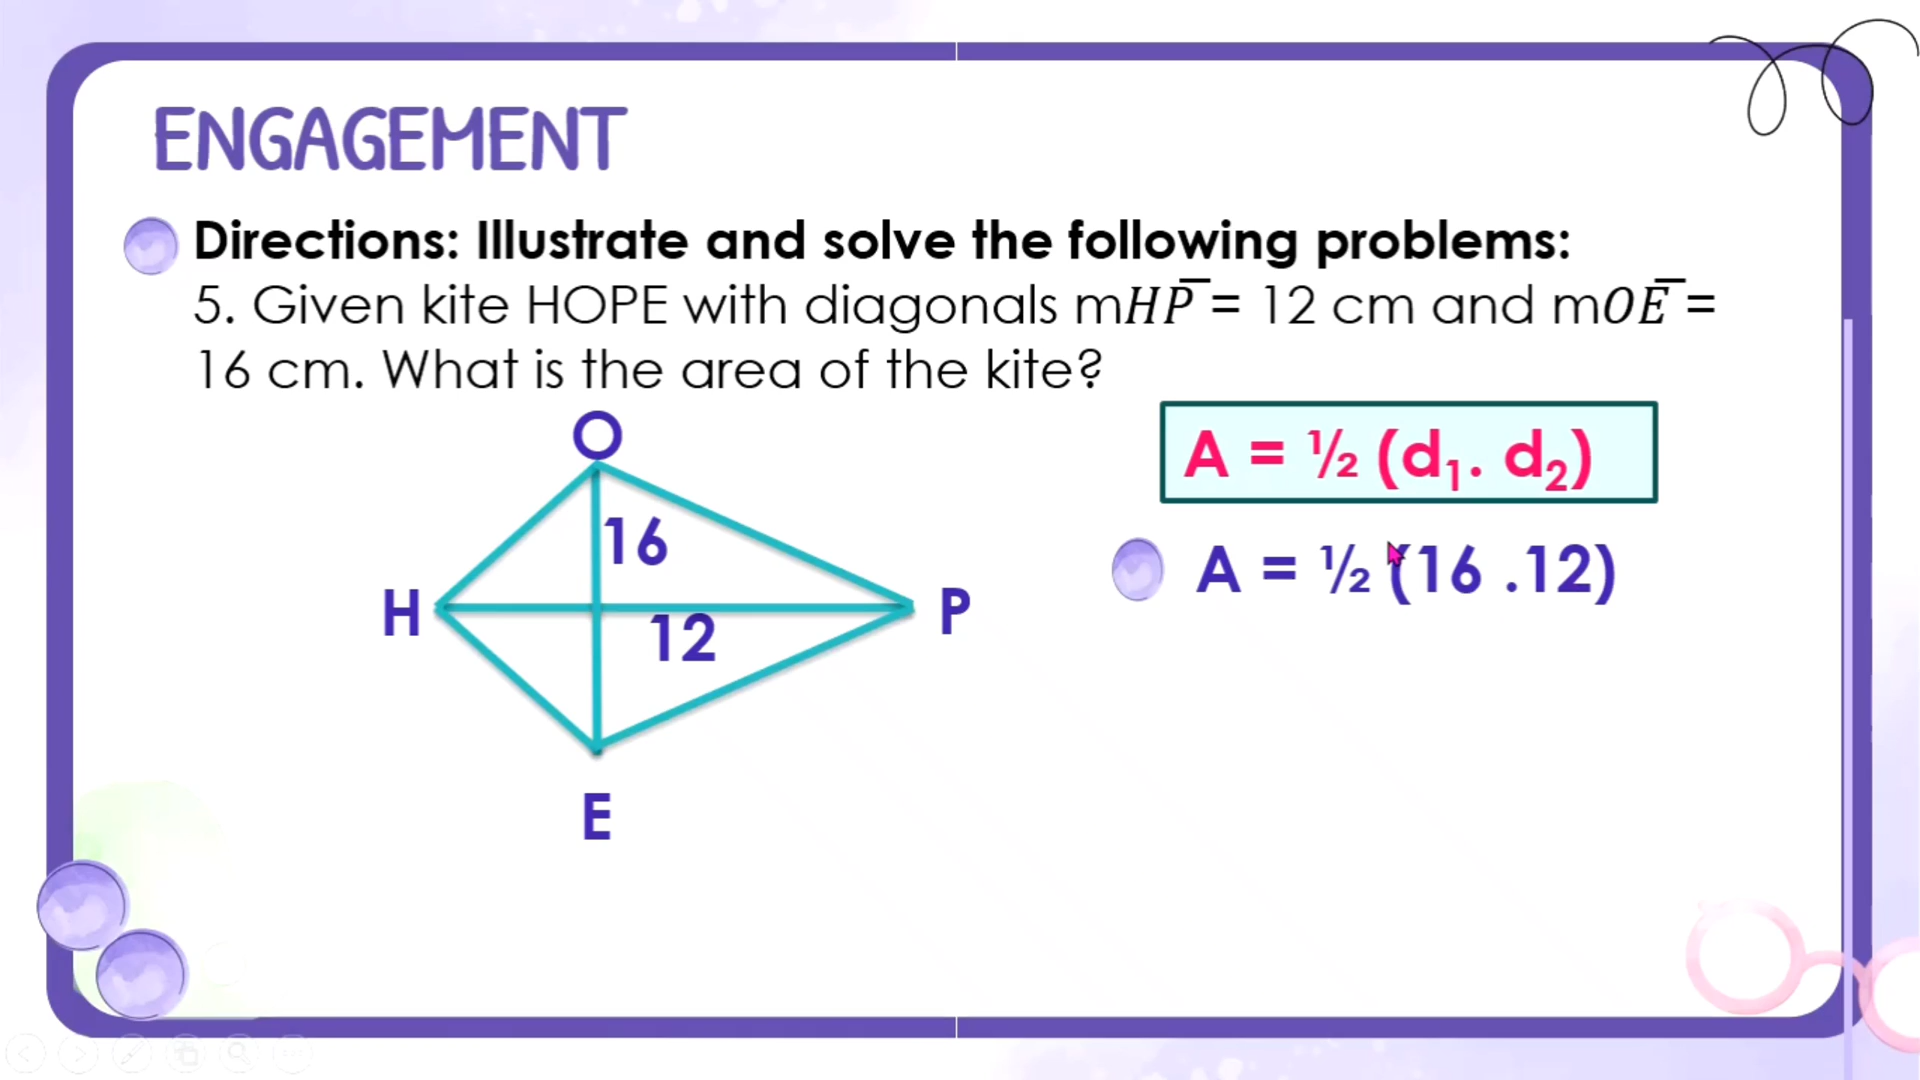 ENGAGEMENT
Directions: Illustrate and solve the following problems:
5. Given kite HOPE with diagonals m𝐻𝑃̅ = 12 cm and m𝑂𝐸̅ =
16 cm. What is the area of the kite?
O
A = ½ (d₁. d₂)
16
A = ½ (16 .12)
H
P
12
E